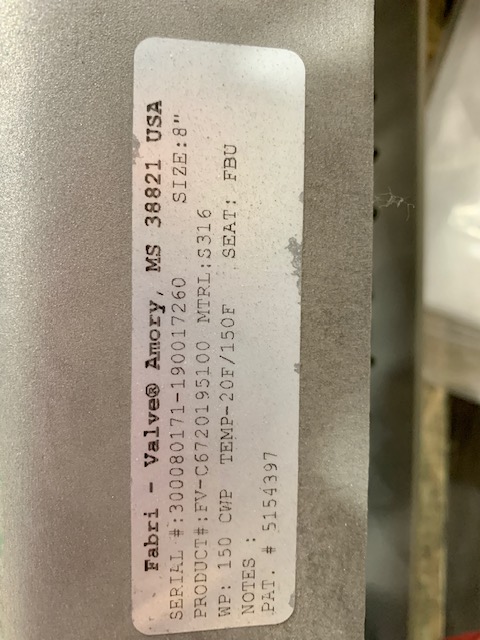 Fabri - Valve® Amory, MS 38821 USA
SERIAL #:300080171-190017260 SIZE:8"
PRODUCT#:FV-C6720195100 MTRL:S316
WP: 150 CWP TEMP-20F/150F SEAT: FBU
NOTES :
PAT. # 5154397